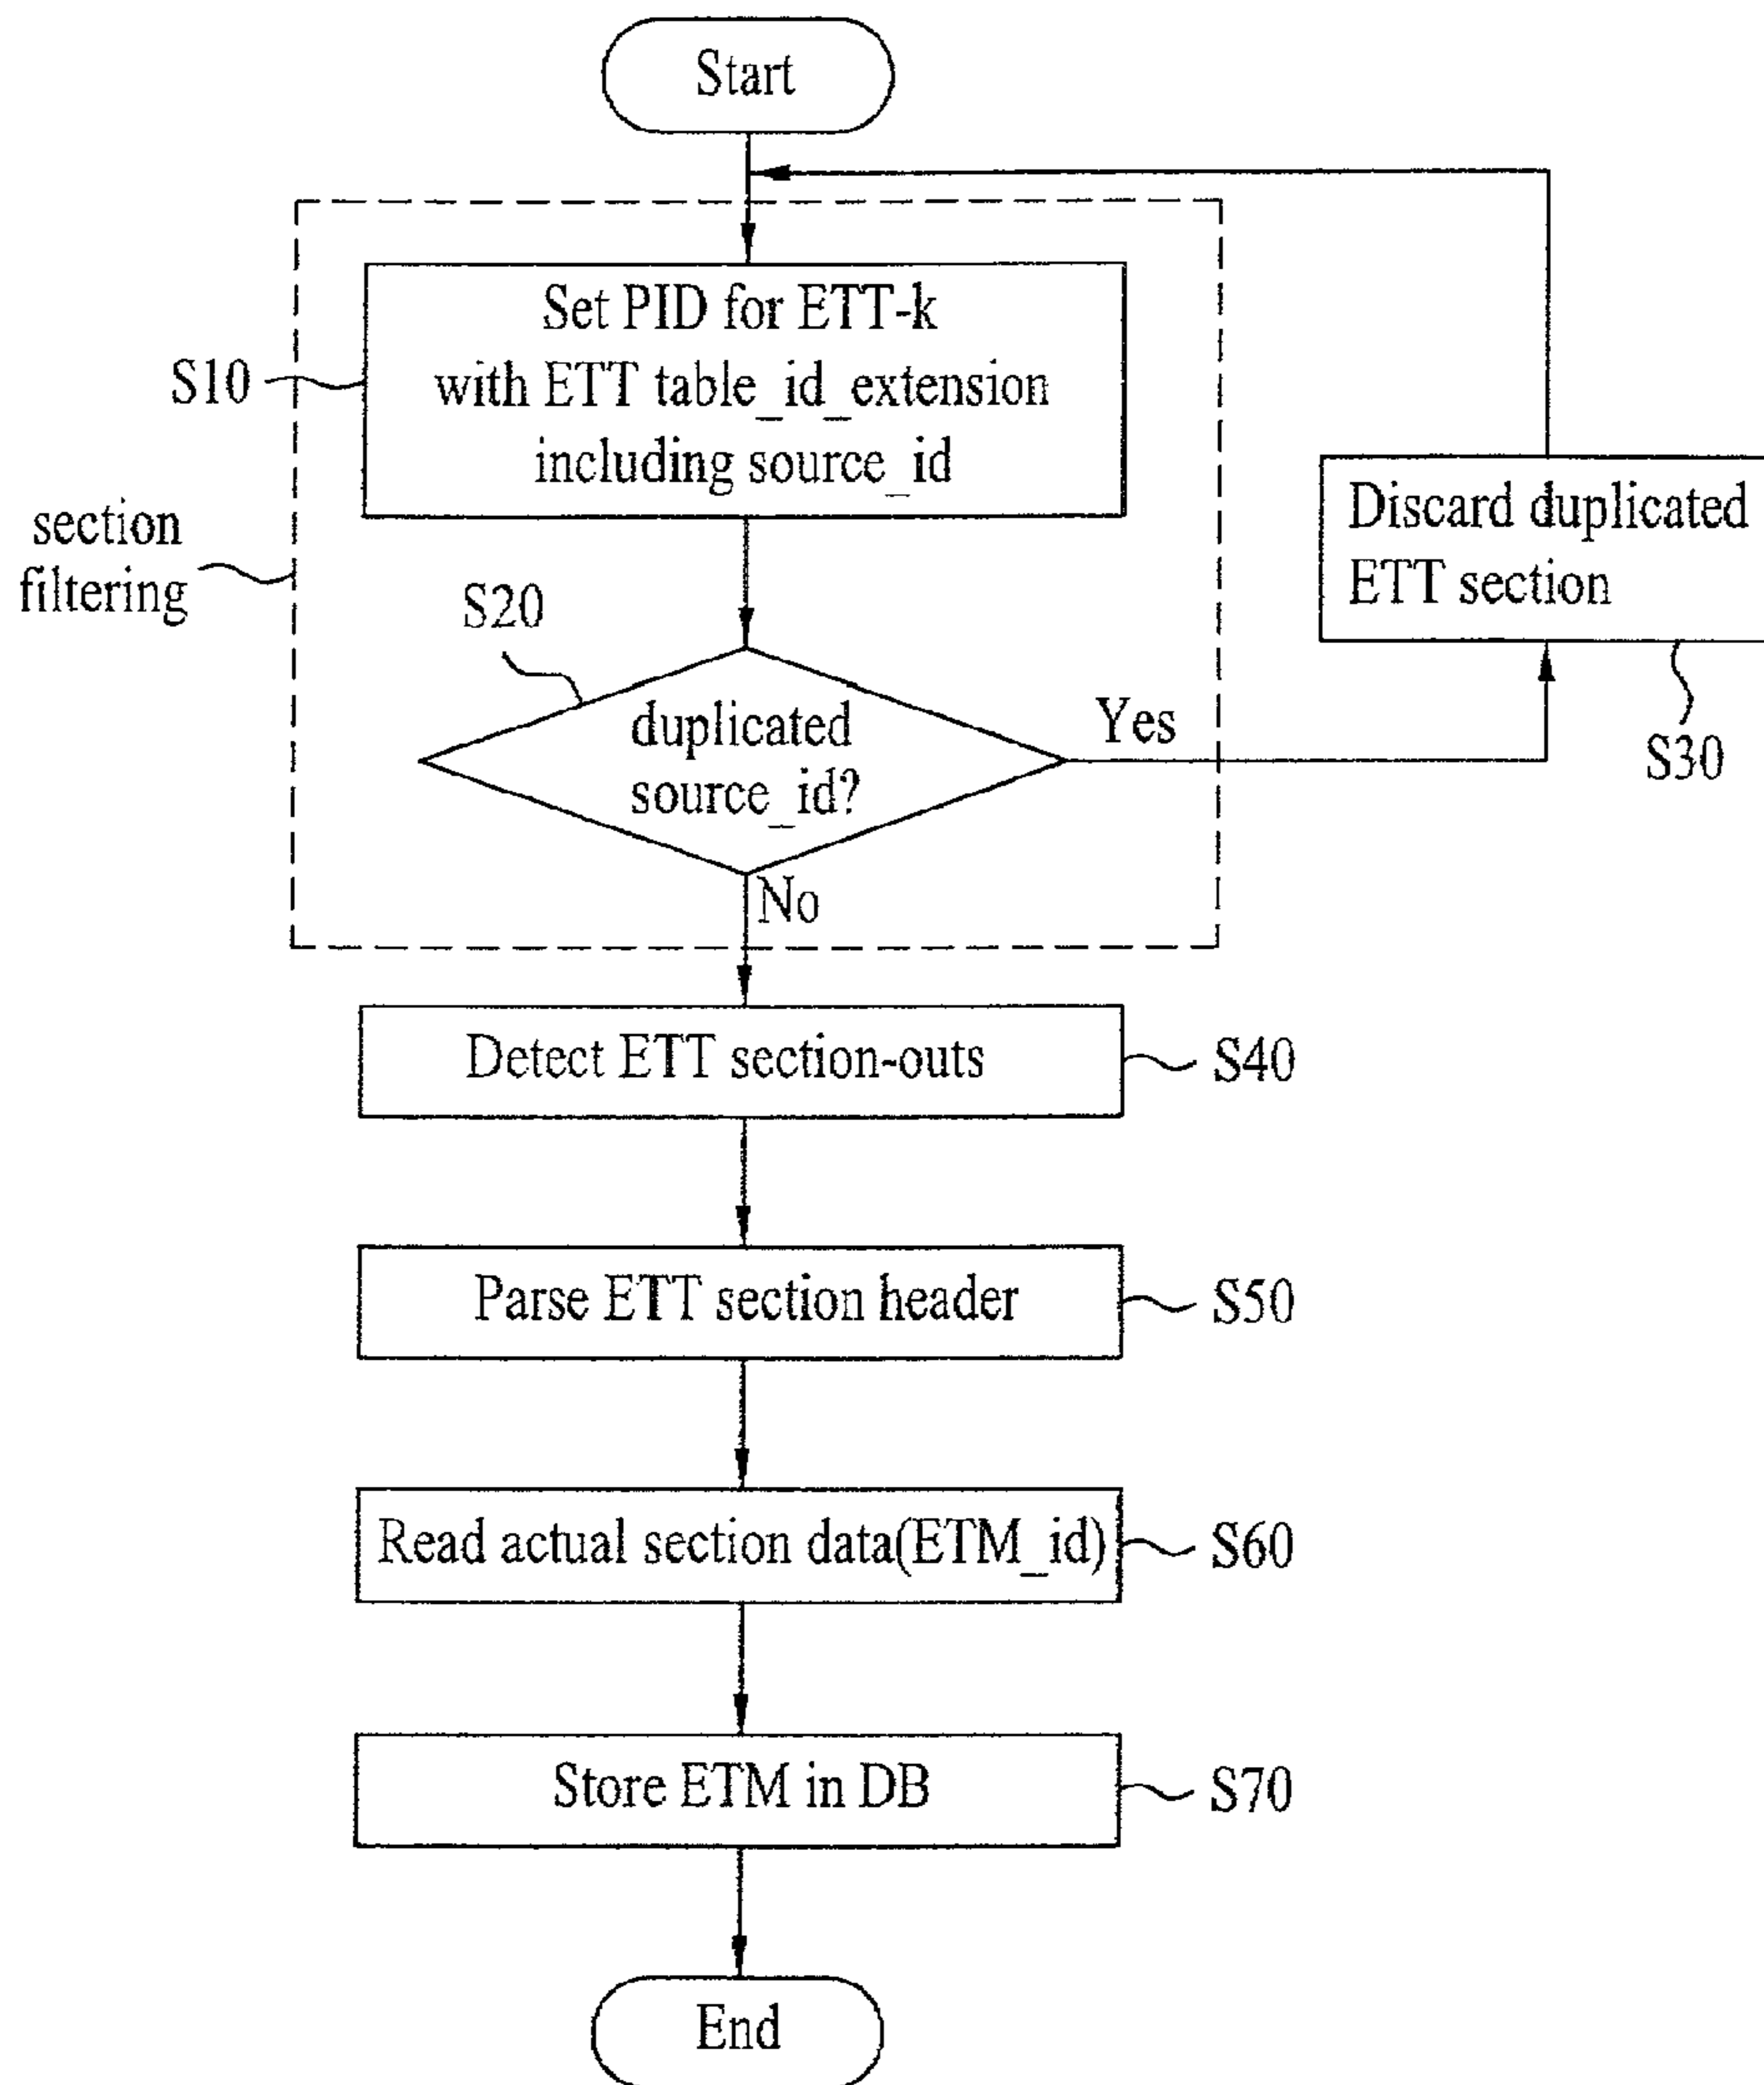 Start
Set PID for ETT-k
with ETT table_id_extension
including source_id
S10
section
filtering
Discard duplicated
ETT section
S20
duplicated
source_id?
Yes
S30
No
Detect ETT section-outs
S40
Parse ETT section header
S50
Read actual section data(ETM_id)
S60
Store ETM in DB
S70
End